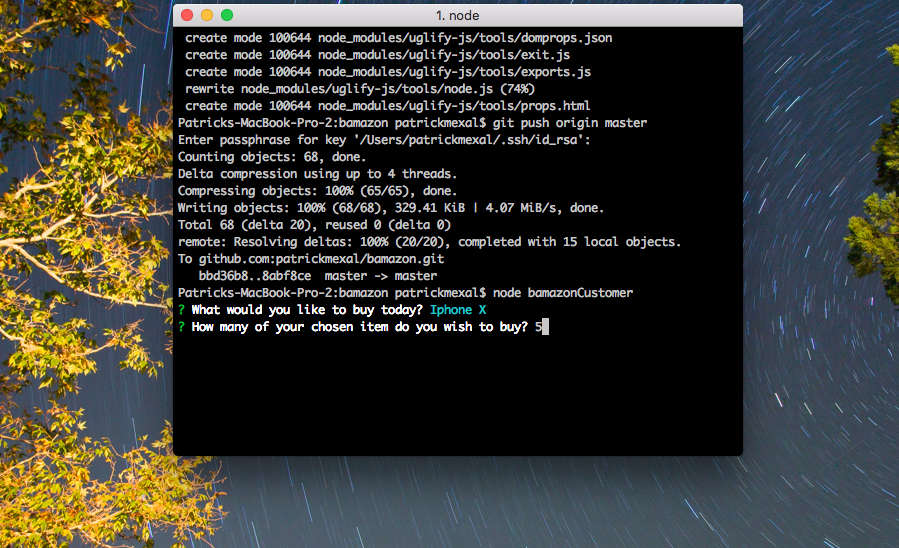 1. node
create mode 100644 node_modules/uglify-js/tools/domprops.json
create mode 100644 node_modules/uglify-js/tools/exit.js
create mode 100644 node_modules/uglify-js/tools/exports.js
rewrite node_modules/uglify-js/tools/node.js (74%)
create mode 100644 node_modules/uglify-js/tools/props.html
Patricks-MacBook-Pro-2:bamazon patrickmexal$ git push origin master
Enter passphrase for key '/Users/patrickmexal/.ssh/id_rsa':
Counting objects: 68, done.
Delta compression using up to 4 threads.
Compressing objects: 100% (65/65), done.
Writing objects: 100% (68/68), 329.41 KiB | 4.07 MiB/s, done.
Total 68 (delta 20), reused 0 (delta 0)
remote: Resolving deltas: 100% (20/20), completed with 15 local objects.
To github.com:patrickmexal/bamazon.git
bbd36b8..8abf8ce  master -> master
Patricks-MacBook-Pro-2:bamazon patrickmexal$ node bamazonCustomer
? What would you like to buy today? Iphone X
? How many of your chosen item do you wish to buy? 5